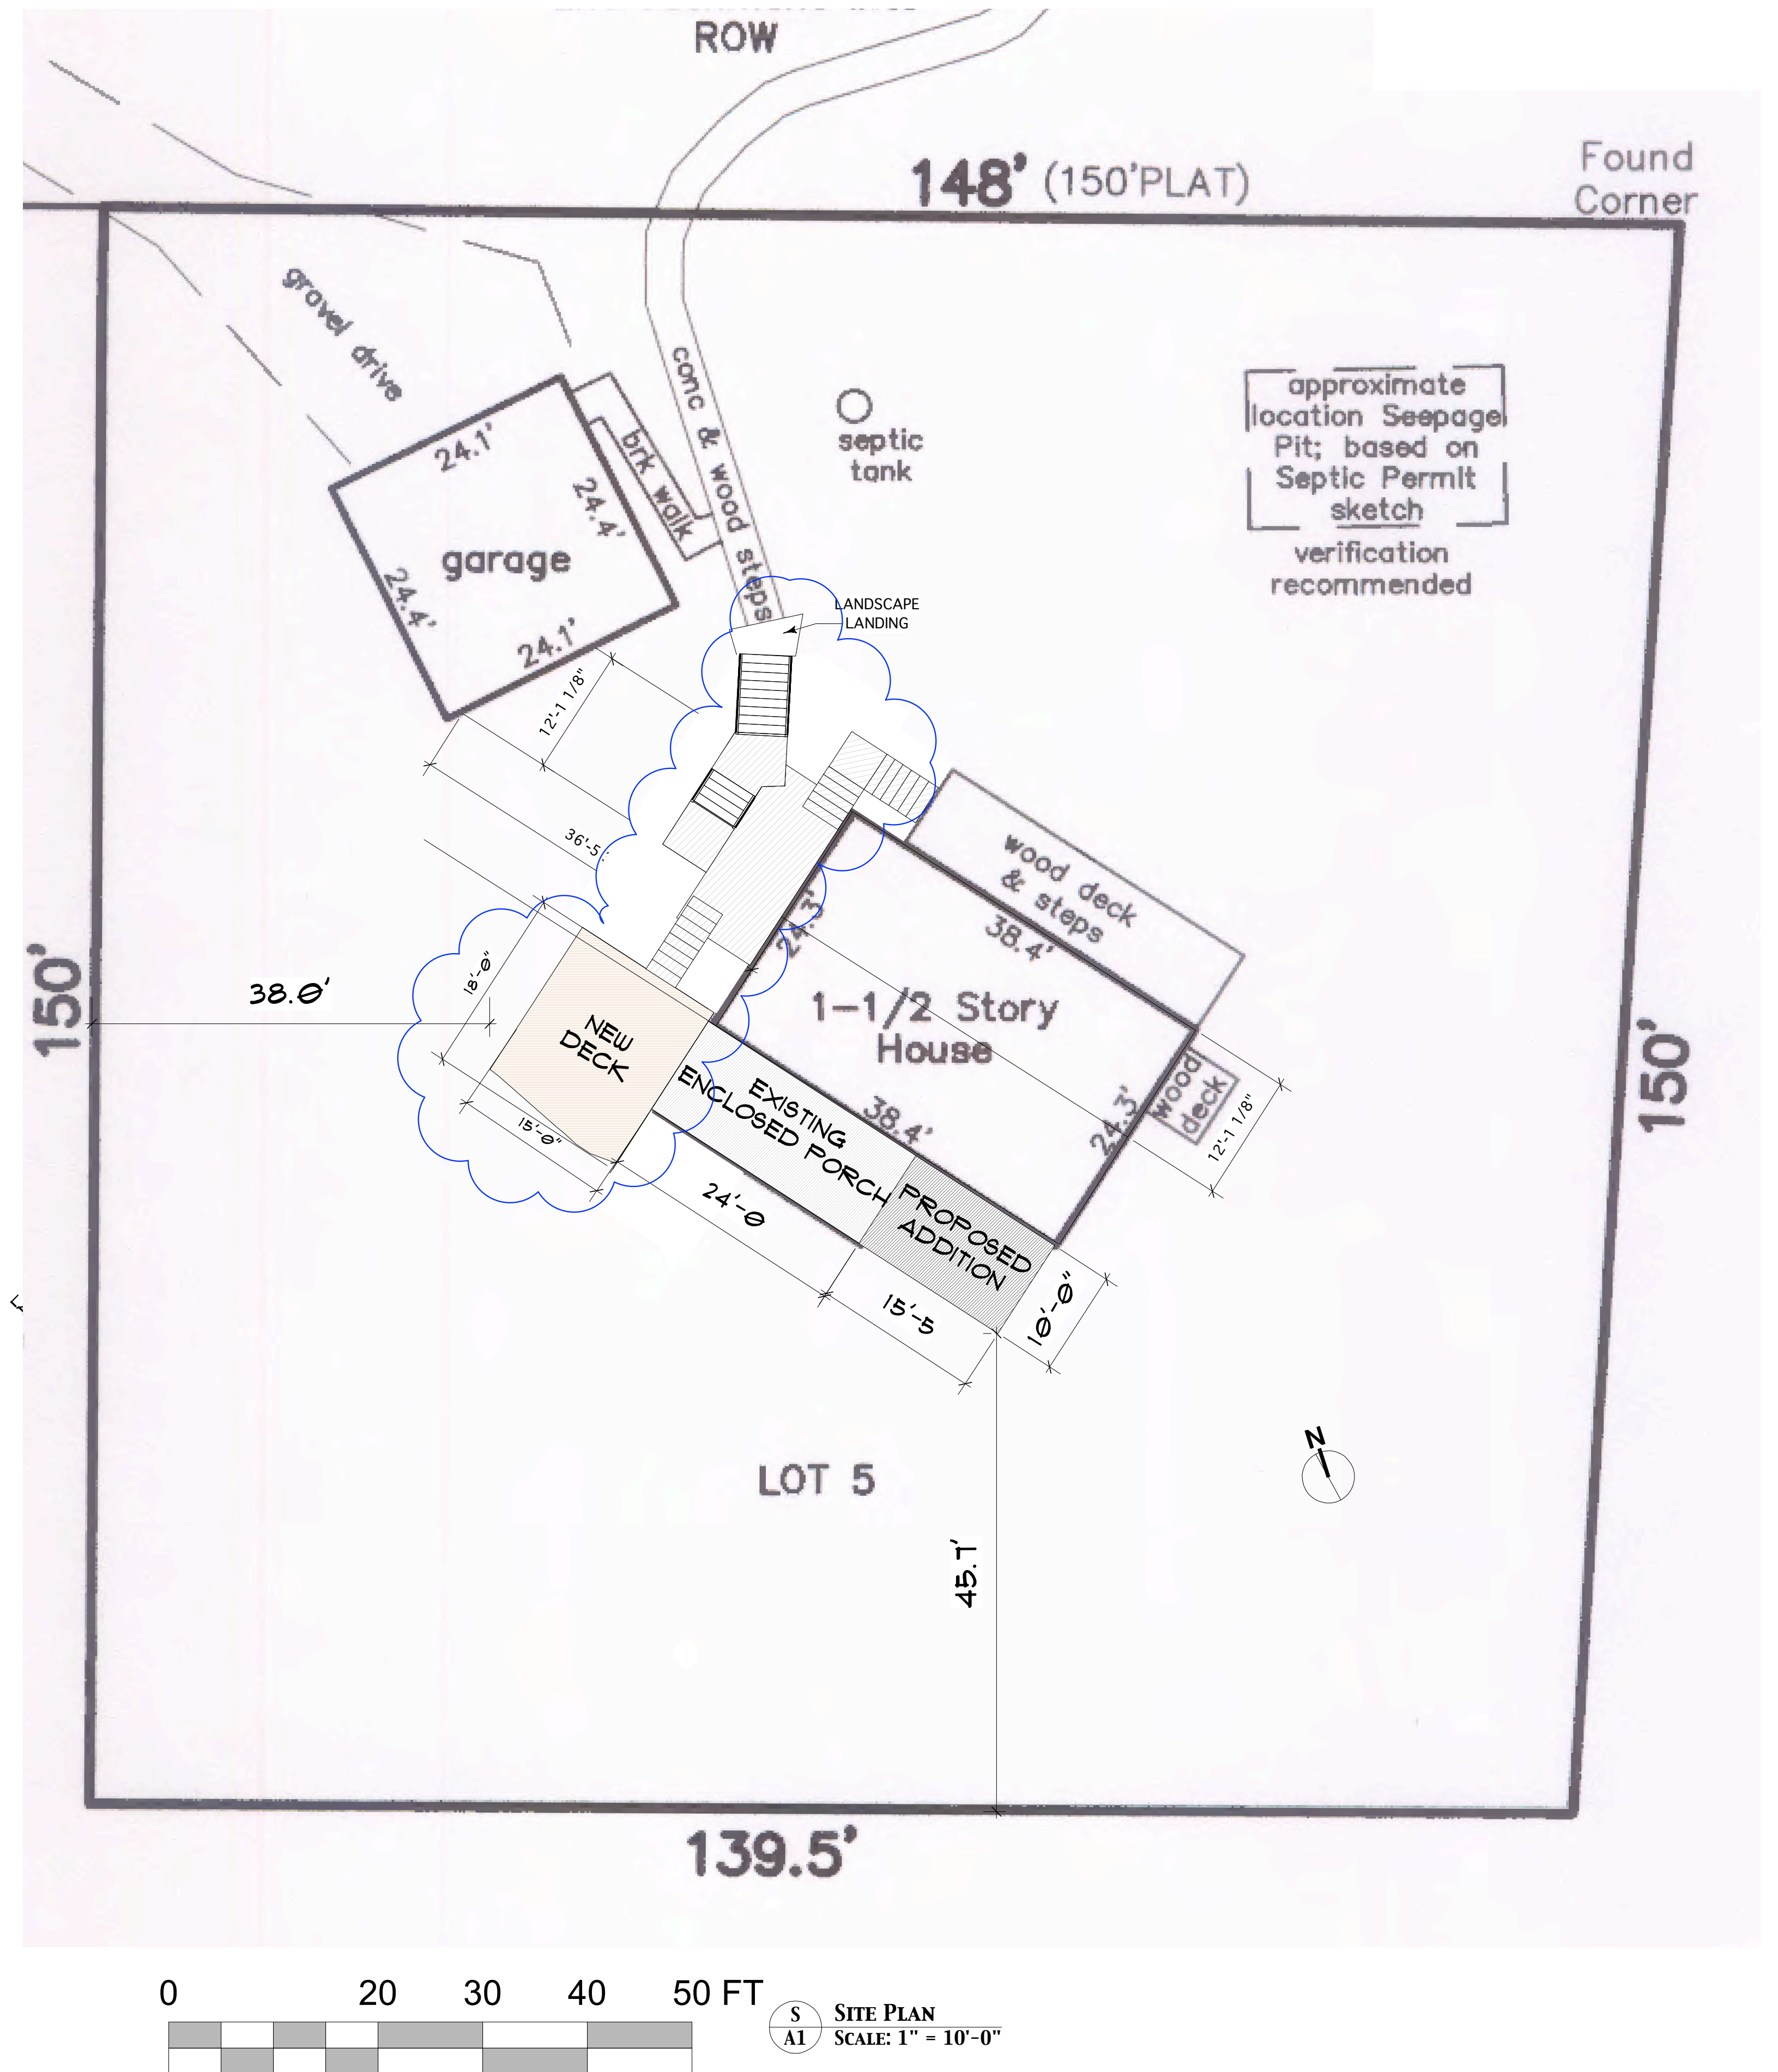 ROW
148' (150'PLAT)
Found
Corner
gravel drive
24.1'
24.4'
garage
24.4'
24.1'
brk walk
conc & wood steps
septic
tank
approximate
location Seepage
Pit; based on
Septic Permit
sketch
verification
recommended
LANDSCAPE
LANDING
12'-1 1/8"
36'-5
wood deck
& steps
38.4'
24.3'
1-1/2 Story
House
38.4'
24.3'
wood
deck
12'-1 1/8"
150'
38.0'
18'-0"
NEW
DECK
15'-0"
EXISTING
ENCLOSED PORCH
PROPOSED
ADDITION
24'-0
15'-5
10'-0"
150'
N
LOT 5
45.7'
139.5'
0 20 30 40 50 FT
S
A1
SITE PLAN
SCALE: 1" = 10'-0"